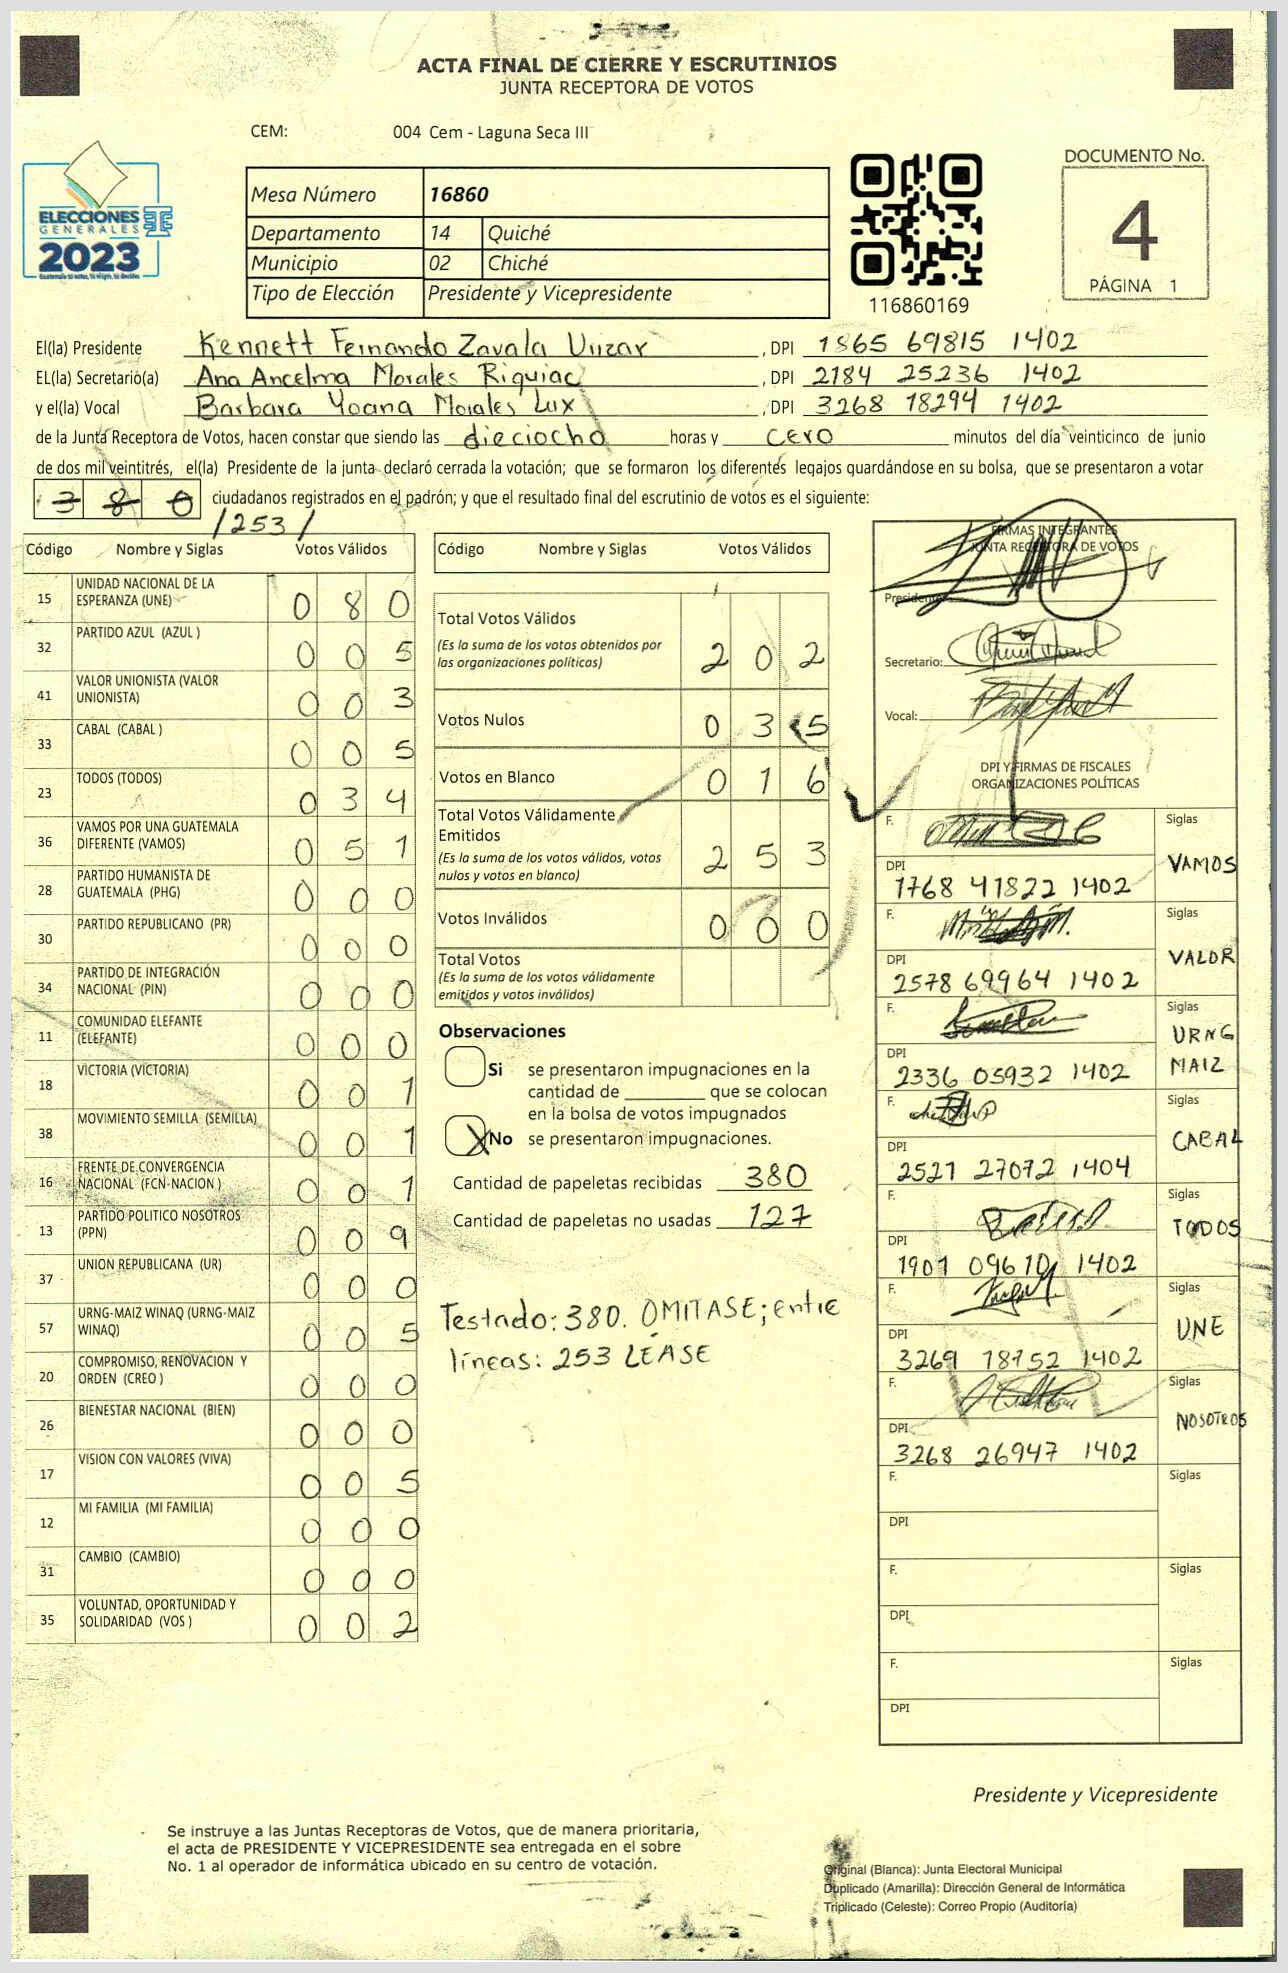 ACTA FINAL DE CIERRE Y ESCRUTINIOS
JUNTA RECEPTORA DE VOTOS
CEM: 004 Cem - Laguna Seca III
ELECCIONES
GENERALES
2023
Mesa Número 16860
Departamento 14 Quiché
Municipio 02 Chiché
Tipo de Elección Presidente y Vicepresidente
116860169
DOCUMENTO No.
4
PÁGINA 1
El(la) Presidente Kennett Fernando Zavala , DPI 1865 69815 1402
EL(la) Secretario(a) Ana Ancelma Morales Riquiac , DPI 2184 25236 1402
y el(la) Vocal Barbara Yoana Morales Lux , DPI 3268 18294 1402
de la Junta Receptora de Votos, hacen constar que siendo las dieciocho horas y cero minutos del día veinticinco de junio
de dos mil veintitrés, el(la) Presidente de la junta declaró cerrada la votación; que se formaron los diferentes legajos quardándose en su bolsa, que se presentaron a votar
380 ciudadanos registrados en el padrón; y que el resultado final del escrutinio de votos es el siguiente:
/253/
Código Nombre y Siglas Votos Válidos
15 UNIDAD NACIONAL DE LA ESPERANZA (UNE) 0 8 0
32 PARTIDO AZUL (AZUL ) 0 0 5
41 VALOR UNIONISTA (VALOR UNIONISTA) 0 0 3
33 CABAL (CABAL ) 0 0 5
23 TODOS (TODOS) 0 3 4
36 VAMOS POR UNA GUATEMALA DIFERENTE (VAMOS) 0 5 1
28 PARTIDO HUMANISTA DE GUATEMALA (PHG) 0 0 0
30 PARTIDO REPUBLICANO (PR) 0 0 0
34 PARTIDO DE INTEGRACIÓN NACIONAL (PIN) 0 0 0
11 COMUNIDAD ELEFANTE (ELEFANTE) 0 0 0
18 VICTORIA (VICTORIA) 0 0 1
38 MOVIMIENTO SEMILLA (SEMILLA) 0 0 1
16 FRENTE DE CONVERGENCIA NACIONAL (FCN-NACION ) 0 0 1
13 PARTIDO POLITICO NOSOTROS (PPN) 0 0 9
37 UNION REPUBLICANA (UR) 0 0 0
57 URNG-MAIZ WINAQ (URNG-MAIZ WINAQ) 0 0 5
20 COMPROMISO, RENOVACION Y ORDEN (CREO ) 0 0 0
26 BIENESTAR NACIONAL (BIEN) 0 0 0
17 VISION CON VALORES (VIVA) 0 0 5
12 MI FAMILIA (MI FAMILIA) 0 0 0
31 CAMBIO (CAMBIO) 0 0 0
35 VOLUNTAD, OPORTUNIDAD Y SOLIDARIDAD (VOS ) 0 0 2
Código Nombre y Siglas Votos Válidos
Total Votos Válidos 2 0 2
(Es la suma de los votos obtenidos por
las organizaciones políticas)
Votos Nulos 0 3 5
Votos en Blanco 0 1 6
Total Votos Válidamente
Emitidos 2 5 3
(Es la suma de los votos válidos, votos
nulos y votos en blanco)
Votos Inválidos 0 0 0
Total Votos
(Es la suma de los votos válidamente
emitidos y votos inválidos)
Observaciones
Si se presentaron impugnaciones en la
cantidad de ________ que se colocan
en la bolsa de votos impugnados
X No se presentaron impugnaciones.
Cantidad de papeletas recibidas 380
Cantidad de papeletas no usadas 127
Testado: 380. OMITASE; entre
líneas: 253 LEASE
FIRMAS INTEGRANTES
JUNTA RECEPTORA DE VOTOS
Presidente:
Secretario:
Vocal:
DPI Y FIRMAS DE FISCALES
ORGANIZACIONES POLÍTICAS
F. Siglas
VAMOS
DPI
1768 41822 1402
F. Siglas
VALOR
DPI
2578 69964 1402
F. Siglas
URNG
MAIZ
DPI
2336 05932 1402
F. Siglas
CABAL
DPI
2521 27072 1404
F. Siglas
TODOS
DPI
1901 09610 1402
F. Siglas
UNE
DPI
3269 18752 1402
F. Siglas
NOSOTROS
DPI
3268 26947 1402
F. Siglas
DPI
F. Siglas
DPI
F. Siglas
DPI
Presidente y Vicepresidente
Se instruye a las Juntas Receptoras de Votos, que de manera prioritaria,
el acta de PRESIDENTE Y VICEPRESIDENTE sea entregada en el sobre
No. 1 al operador de informática ubicado en su centro de votación.
Original (Blanca): Junta Electoral Municipal
Duplicado (Amarilla): Dirección General de Informática
Triplicado (Celeste): Correo Propio (Auditoría)